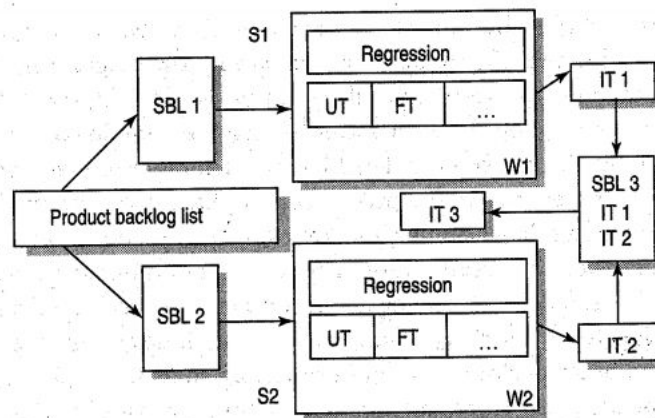 S1
Regression
IT 1
SBL 1
UT FT ...
W1
SBL 3
IT 1
IT 2
Product backlog list
IT 3
SBL 2
Regression
UT FT ...
IT 2
S2
W2